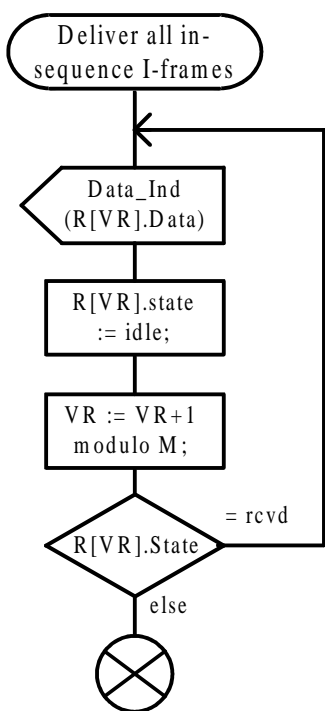 Deliver all in-
sequence I-frames
Data_Ind
(R[VR].Data)
R[VR].state
:= idle;
VR := VR+1
modulo M;
= rcvd
R[VR].State
else